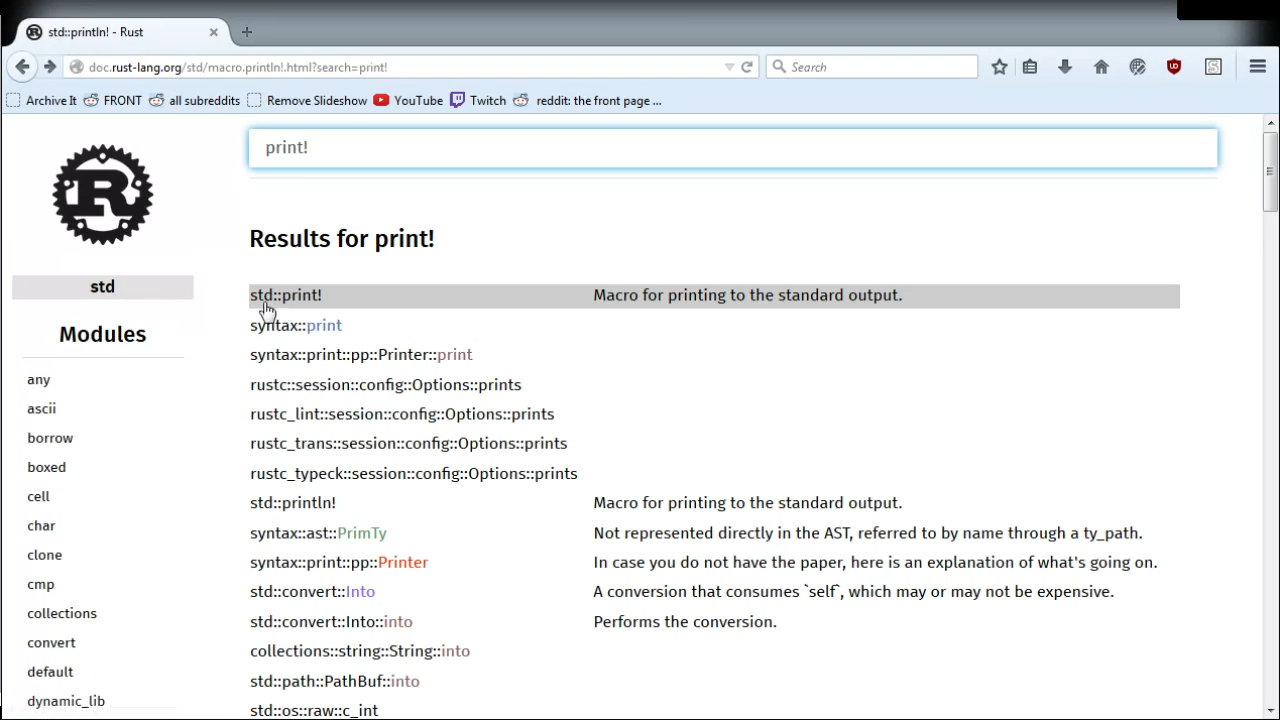 std::println! - Rust
doc.rust-lang.org/std/macro.println!.html?search=print!
Search
Archive It FRONT all subreddits Remove Slideshow YouTube Twitch reddit: the front page ...
R
print!
Results for print!
std
Modules
any
ascii
borrow
boxed
cell
char
clone
cmp
collections
convert
default
dynamic_lib
std::print! Macro for printing to the standard output.
syntax::print
syntax::print::pp::Printer::print
rustc::session::config::Options::prints
rustc_lint::session::config::Options::prints
rustc_trans::session::config::Options::prints
rustc_typeck::session::config::Options::prints
std::println! Macro for printing to the standard output.
syntax::ast::PrimTy Not represented directly in the AST, referred to by name through a ty_path.
syntax::print::pp::Printer In case you do not have the paper, here is an explanation of what's going on.
std::convert::Into A conversion that consumes `self`, which may or may not be expensive.
std::convert::Into::into Performs the conversion.
collections::string::String::into
std::path::PathBuf::into
std::os::raw::c_int